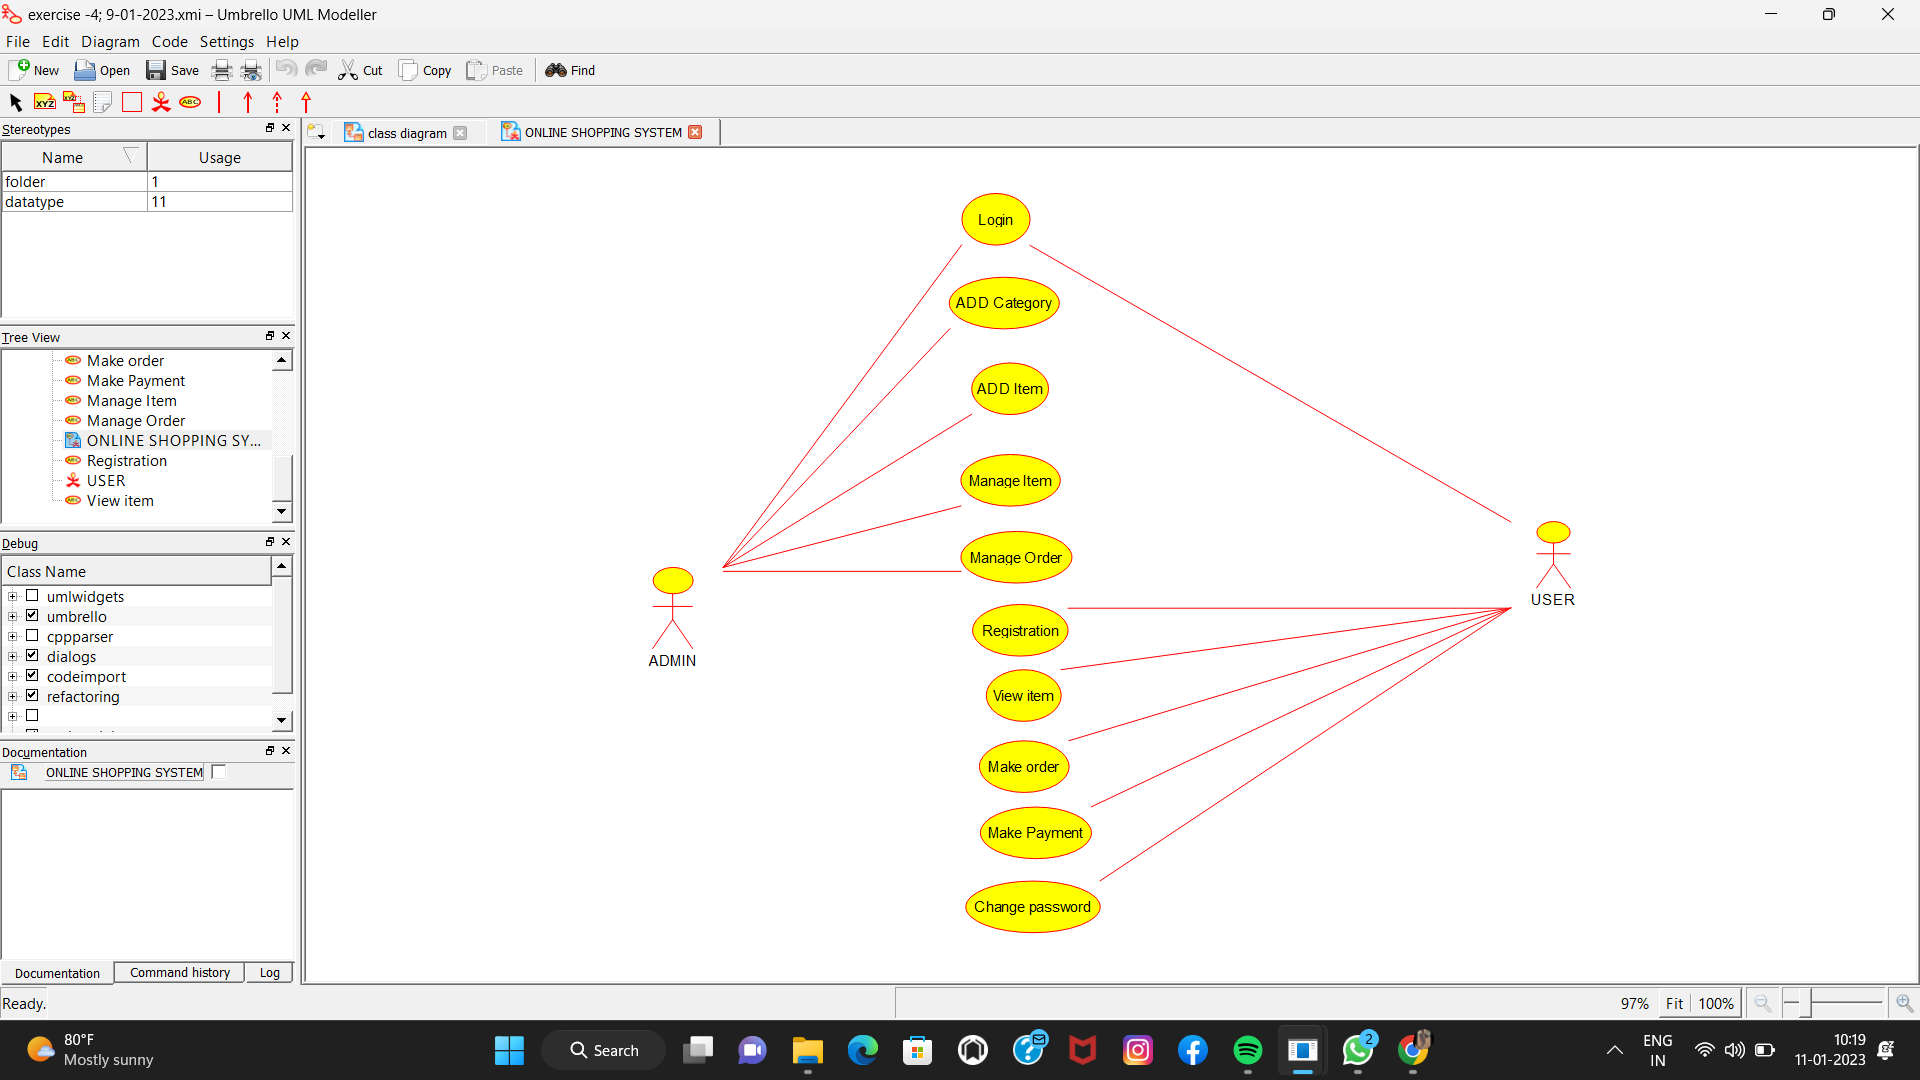 exercise -4; 9-01-2023.xmi – Umbrello UML Modeller
File Edit Diagram Code Settings Help
New Open Save Cut Copy Paste Find
XYZ XYZ ABC
Stereotypes
Name Usage
folder 1
datatype 11
Tree View
Make order
Make Payment
Manage Item
Manage Order
ONLINE SHOPPING SY...
Registration
USER
View item
Debug
Class Name
umlwidgets
umbrello
cppparser
dialogs
codeimport
refactoring
Documentation
ONLINE SHOPPING SYSTEM
Documentation Command history Log
class diagram ONLINE SHOPPING SYSTEM
Login
ADD Category
ADD Item
Manage Item
Manage Order
Registration
View item
Make order
Make Payment
Change password
ADMIN
USER
Ready.
97% Fit 100%
80°F
Mostly sunny
Search
2
ENG
IN
10:19
11-01-2023